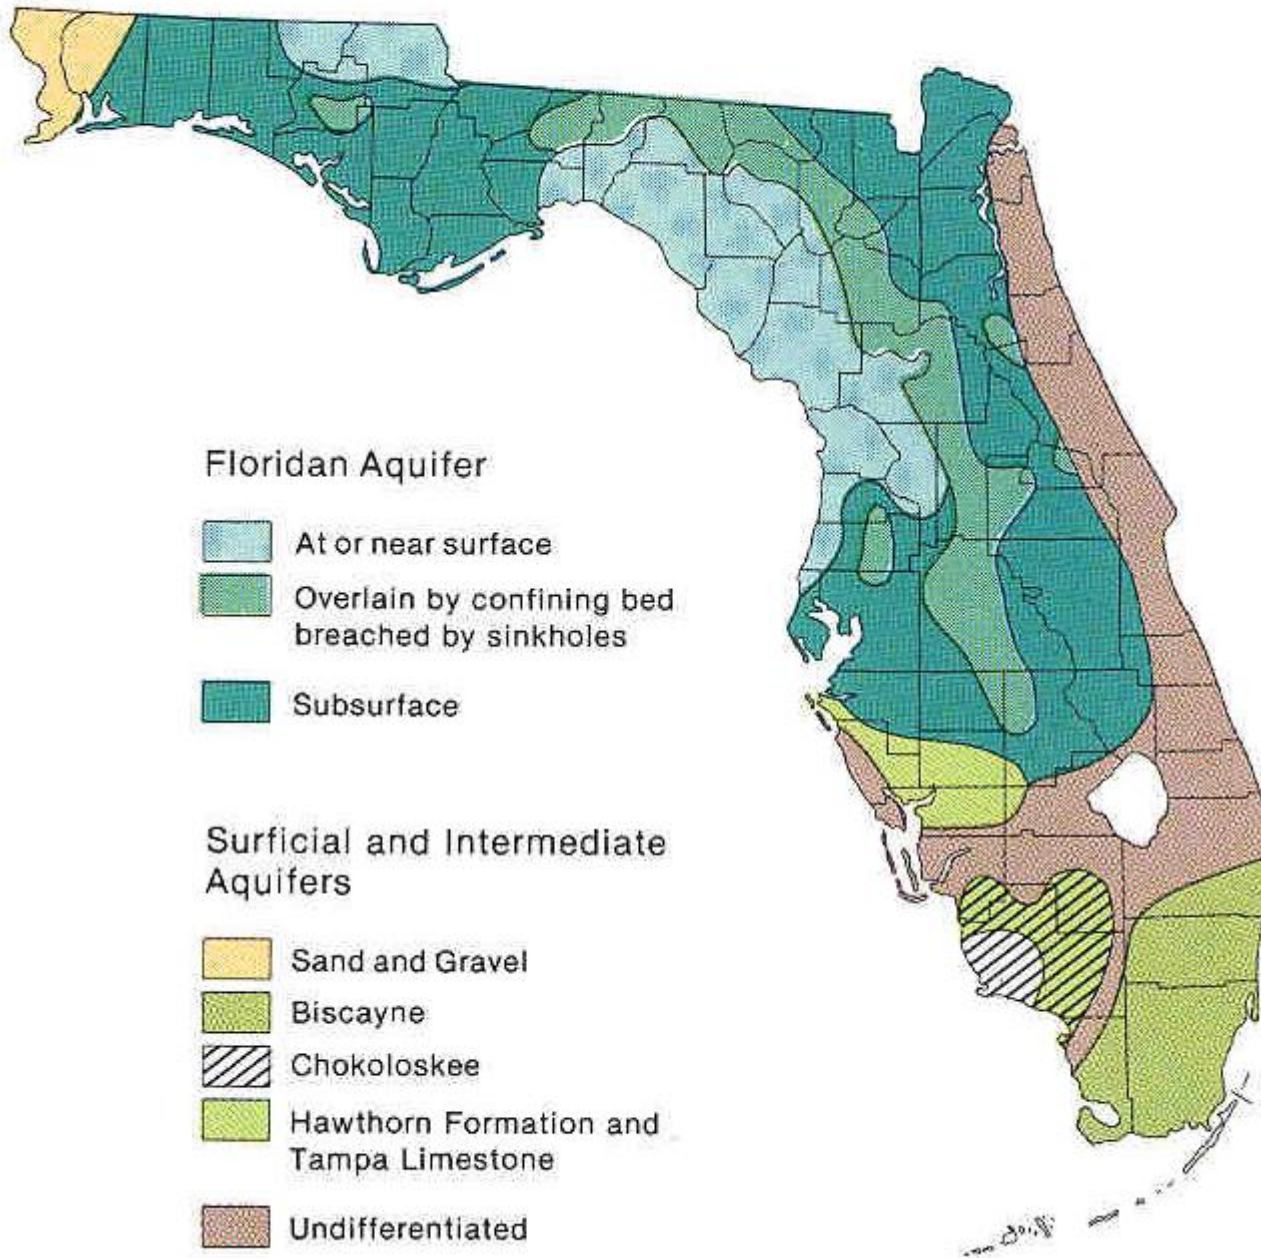 Floridan Aquifer
At or near surface
Overlain by confining bed
breached by sinkholes
Subsurface
Surficial and Intermediate
Aquifers
Sand and Gravel
Biscayne
Chokoloskee
Hawthorn Formation and
Tampa Limestone
Undifferentiated